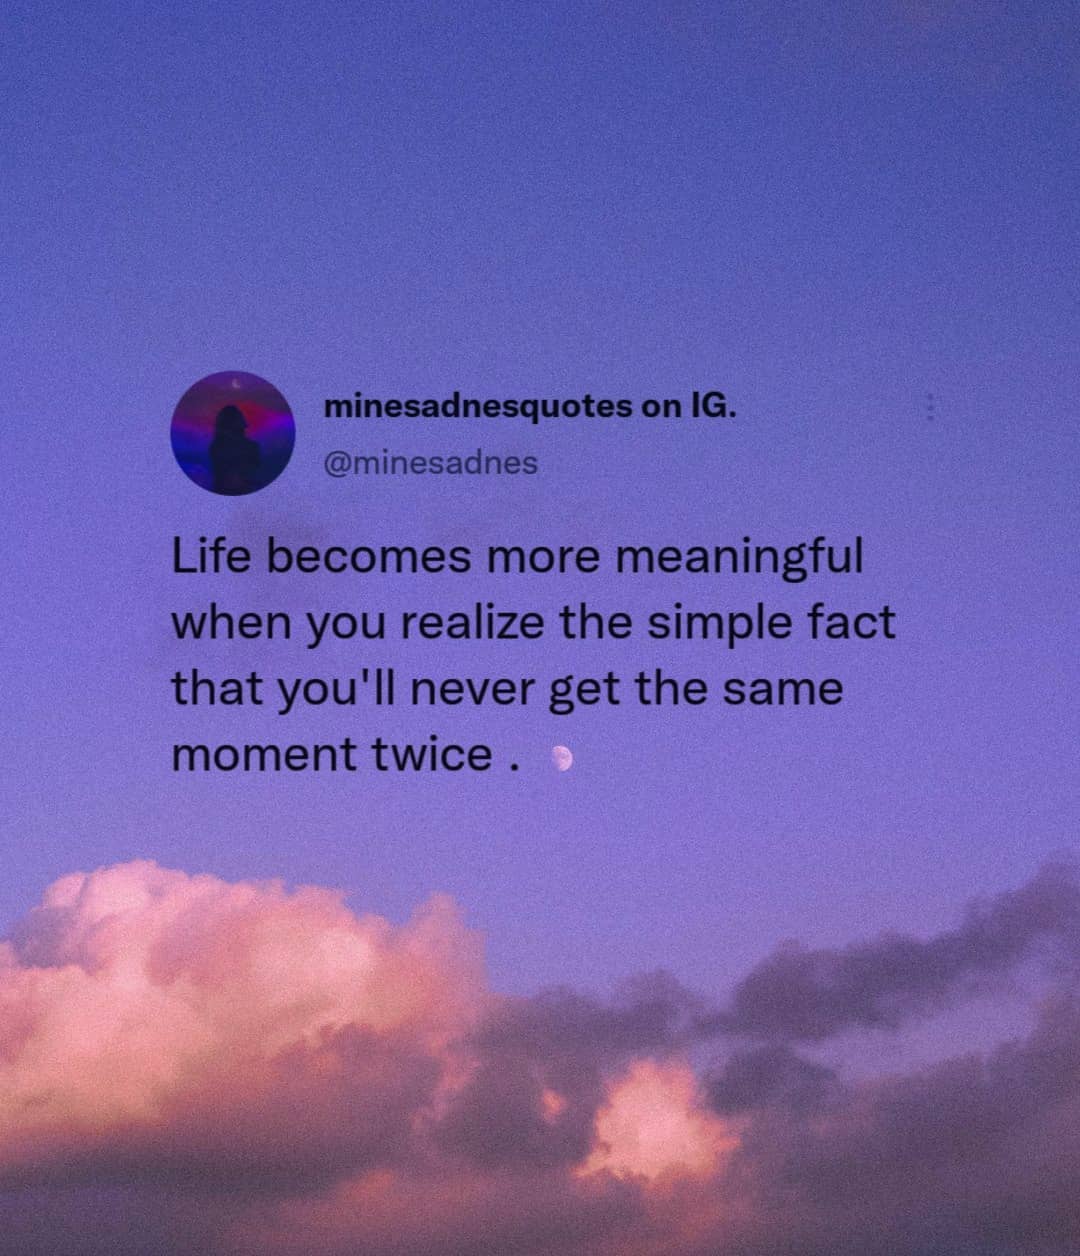 minesadnesquotes on IG.
@minesadnes
Life becomes more meaningful
when you realize the simple fact
that you'll never get the same
moment twice .